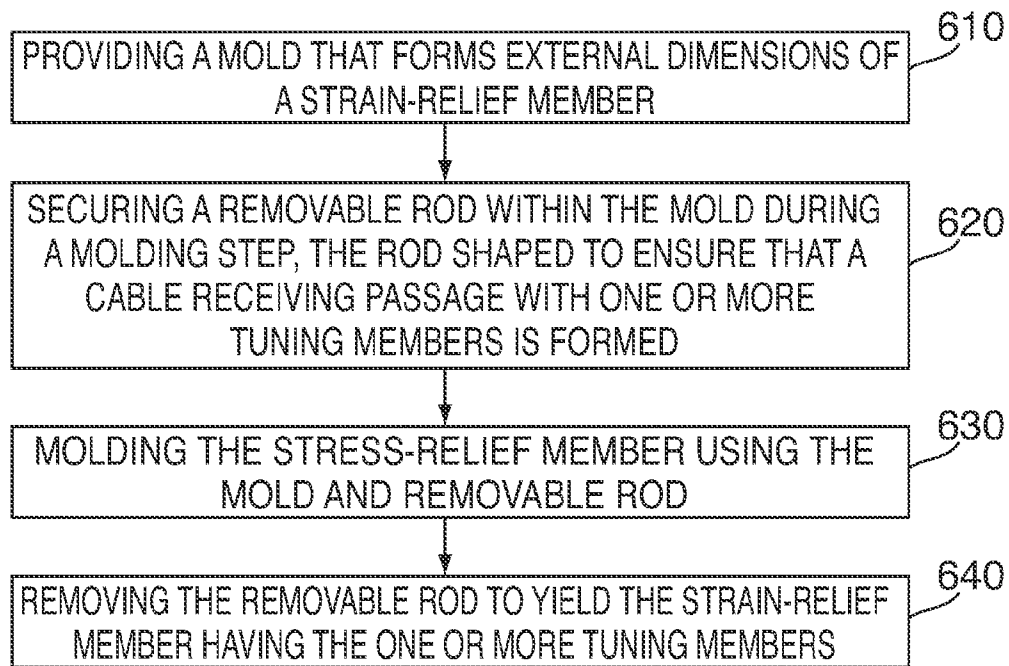 610
PROVIDING A MOLD THAT FORMS EXTERNAL DIMENSIONS OF
A STRAIN-RELIEF MEMBER
620
SECURING A REMOVABLE ROD WITHIN THE MOLD DURING
A MOLDING STEP, THE ROD SHAPED TO ENSURE THAT A
CABLE RECEIVING PASSAGE WITH ONE OR MORE
TUNING MEMBERS IS FORMED
630
MOLDING THE STRESS-RELIEF MEMBER USING THE
MOLD AND REMOVABLE ROD
640
REMOVING THE REMOVABLE ROD TO YIELD THE STRAIN-RELIEF
MEMBER HAVING THE ONE OR MORE TUNING MEMBERS